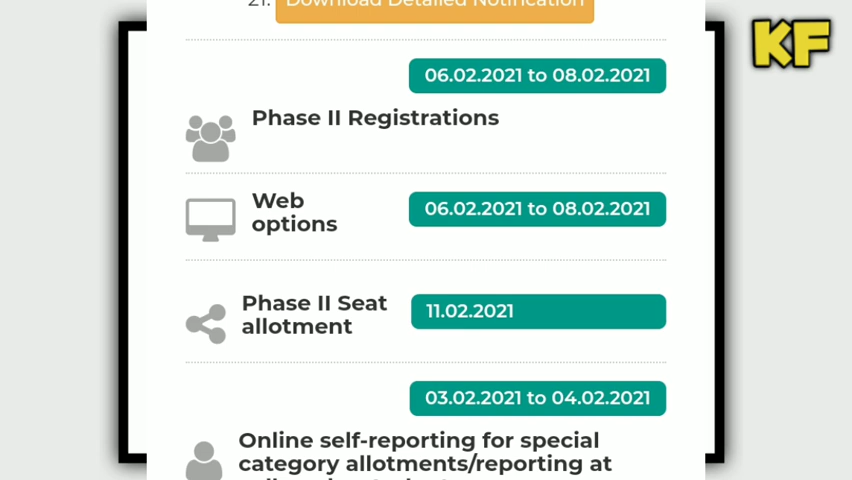 21. Download Detailed Notification
KF
06.02.2021 to 08.02.2021
Phase II Registrations
Web
options
06.02.2021 to 08.02.2021
Phase II Seat
allotment
11.02.2021
03.02.2021 to 04.02.2021
Online self-reporting for special
category allotments/reporting at